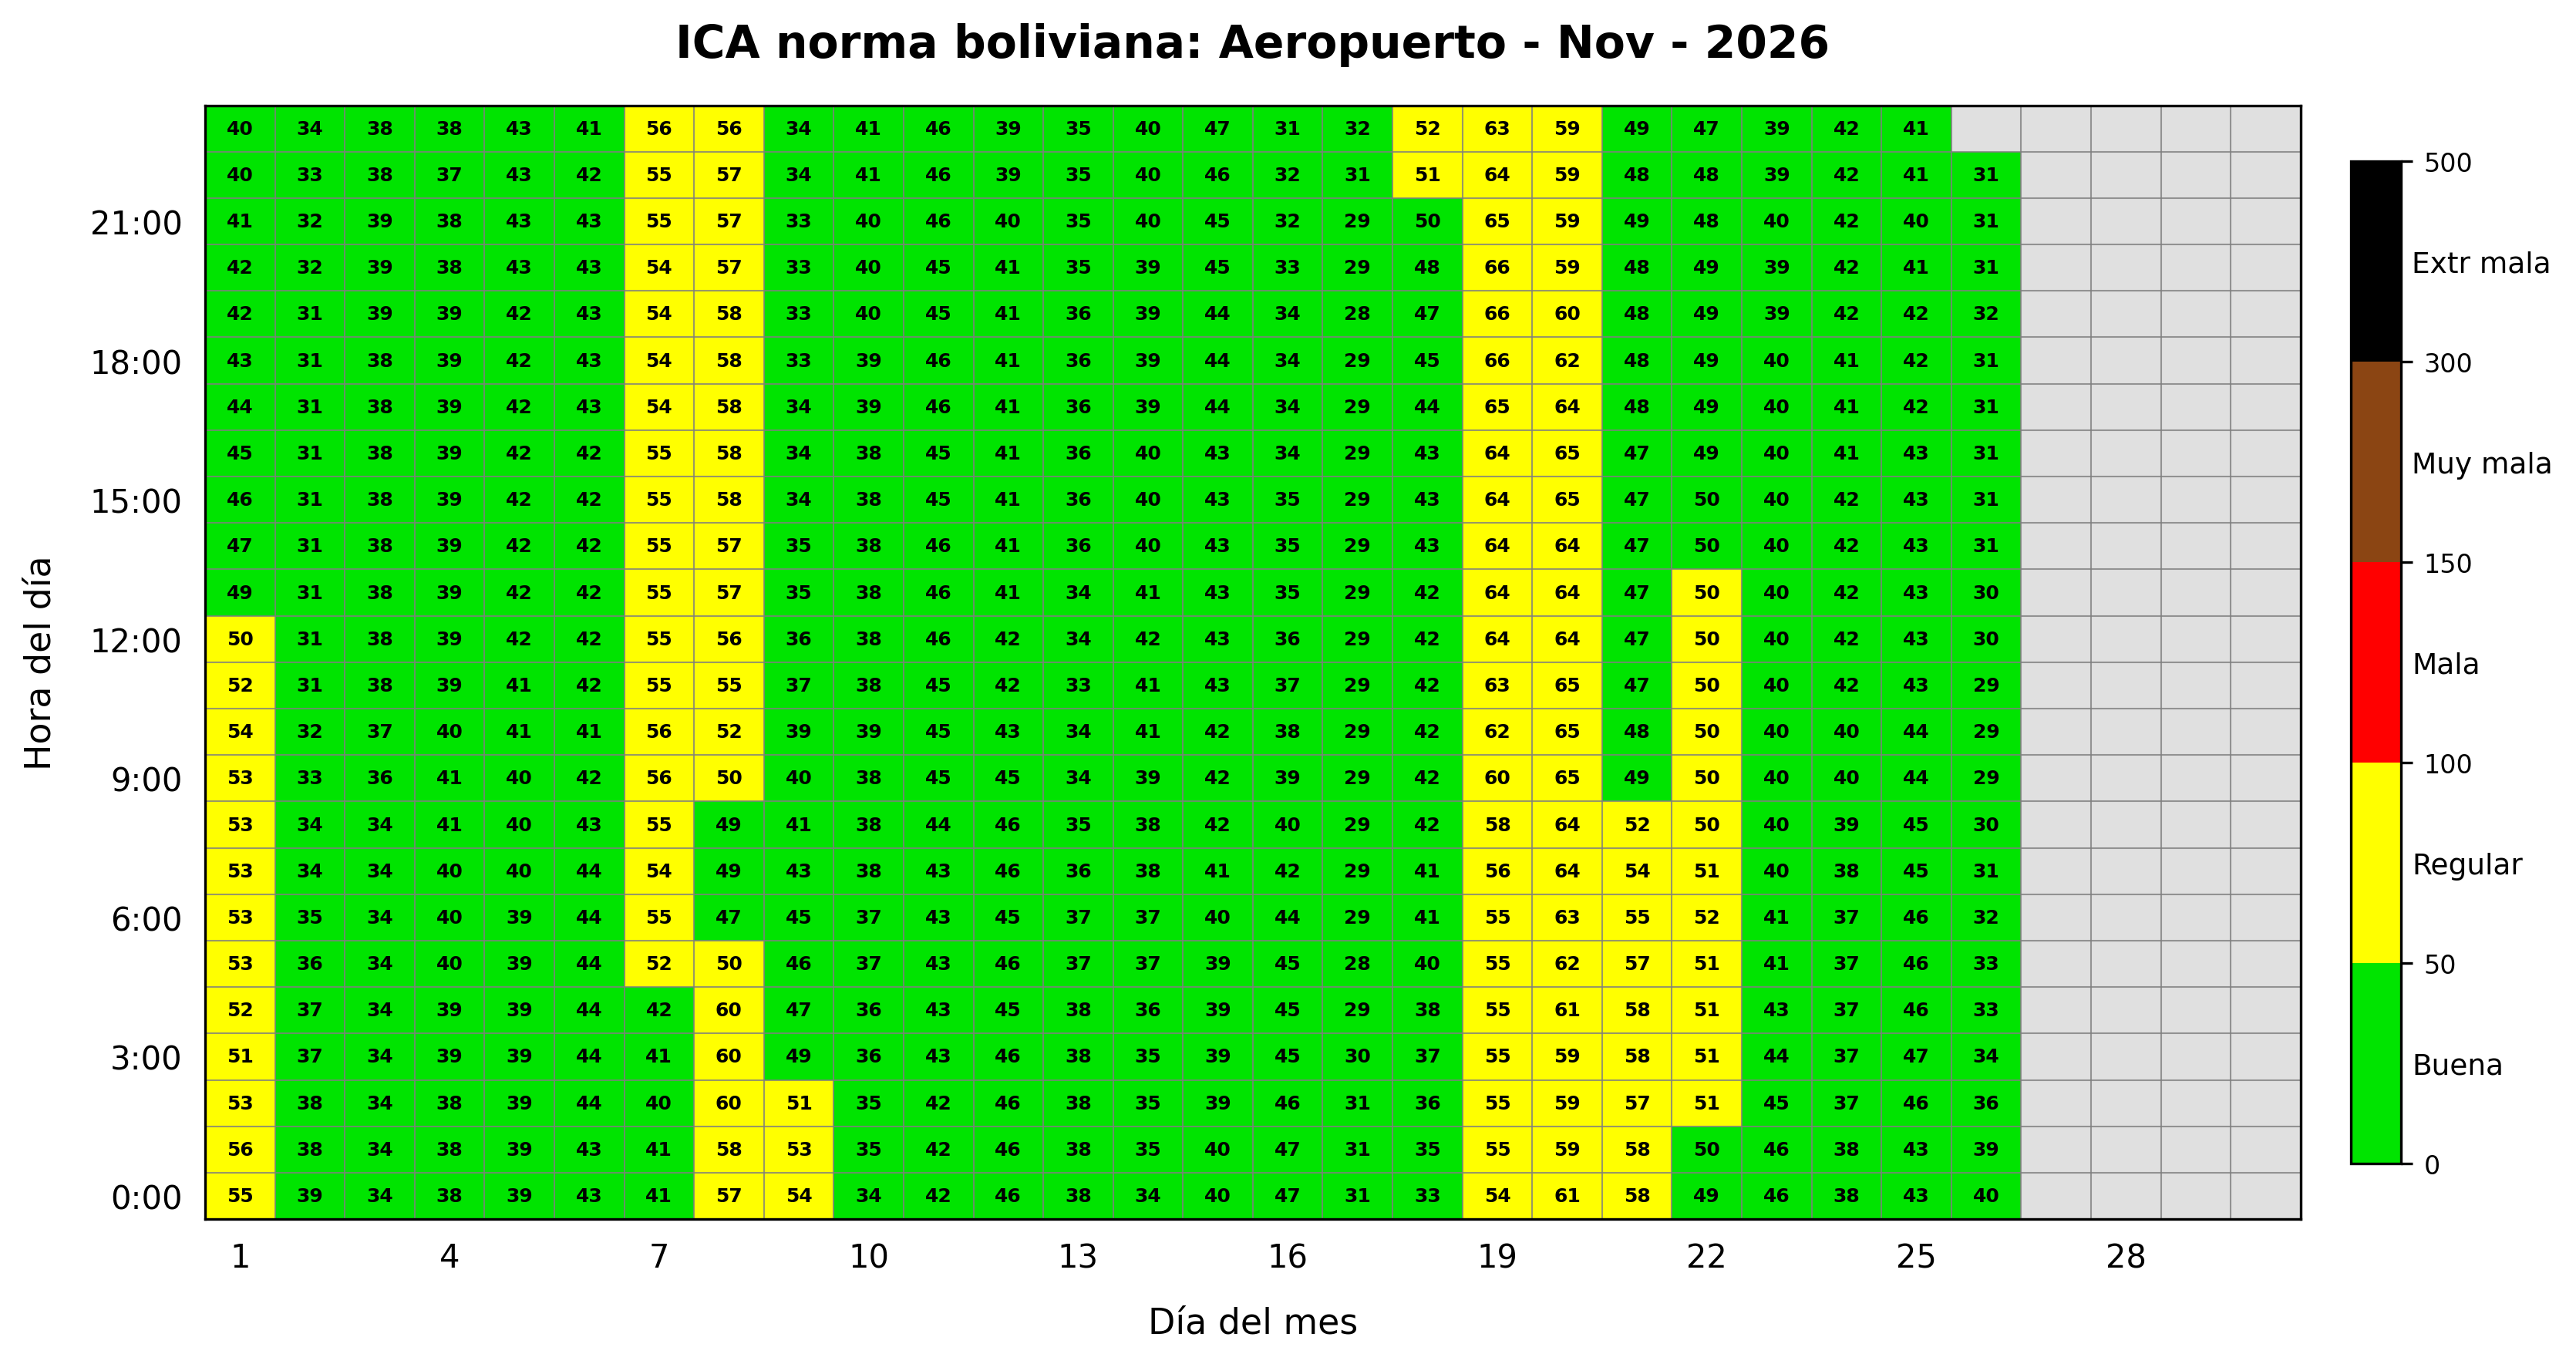 ICA norma boliviana: Aeropuerto - Nov - 2026
40 34 38 38 43 41 56 56 34 41 46 39 35 40 47 31 32 52 63 59 49 47 39 42 41
40 33 38 37 43 42 55 57 34 41 46 39 35 40 46 32 31 51 64 59 48 48 39 42 41 31
21:00 41 32 39 38 43 43 55 57 33 40 46 40 35 40 45 32 29 50 65 59 49 48 40 42 40 31
42 32 39 38 43 43 54 57 33 40 45 41 35 39 45 33 29 48 66 59 48 49 39 42 41 31
42 31 39 39 42 43 54 58 33 40 45 41 36 39 44 34 28 47 66 60 48 49 39 42 42 32
18:00 43 31 38 39 42 43 54 58 33 39 46 41 36 39 44 34 29 45 66 62 48 49 40 41 42 31
44 31 38 39 42 43 54 58 34 39 46 41 36 39 44 34 29 44 65 64 48 49 40 41 42 31
45 31 38 39 42 42 55 58 34 38 45 41 36 40 43 34 29 43 64 65 47 49 40 41 43 31
15:00 46 31 38 39 42 42 55 58 34 38 45 41 36 40 43 35 29 43 64 65 47 50 40 42 43 31
47 31 38 39 42 42 55 57 35 38 46 41 36 40 43 35 29 43 64 64 47 50 40 42 43 31
49 31 38 39 42 42 55 57 35 38 46 41 34 41 43 35 29 42 64 64 47 50 40 42 43 30
12:00 50 31 38 39 42 42 55 56 36 38 46 42 34 42 43 36 29 42 64 64 47 50 40 42 43 30
52 31 38 39 41 42 55 55 37 38 45 42 33 41 43 37 29 42 63 65 47 50 40 42 43 29
54 32 37 40 41 41 56 52 39 39 45 43 34 41 42 38 29 42 62 65 48 50 40 40 44 29
9:00 53 33 36 41 40 42 56 50 40 38 45 45 34 39 42 39 29 42 60 65 49 50 40 40 44 29
53 34 34 41 40 43 55 49 41 38 44 46 35 38 42 40 29 42 58 64 52 50 40 39 45 30
53 34 34 40 40 44 54 49 43 38 43 46 36 38 41 42 29 41 56 64 54 51 40 38 45 31
6:00 53 35 34 40 39 44 55 47 45 37 43 45 37 37 40 44 29 41 55 63 55 52 41 37 46 32
53 36 34 40 39 44 52 50 46 37 43 46 37 37 39 45 28 40 55 62 57 51 41 37 46 33
52 37 34 39 39 44 42 60 47 36 43 45 38 36 39 45 29 38 55 61 58 51 43 37 46 33
3:00 51 37 34 39 39 44 41 60 49 36 43 46 38 35 39 45 30 37 55 59 58 51 44 37 47 34
53 38 34 38 39 44 40 60 51 35 42 46 38 35 39 46 31 36 55 59 57 51 45 37 46 36
56 38 34 38 39 43 41 58 53 35 42 46 38 35 40 47 31 35 55 59 58 50 46 38 43 39
0:00 55 39 34 38 39 43 41 57 54 34 42 46 38 34 40 47 31 33 54 61 58 49 46 38 43 40
1 4 7 10 13 16 19 22 25 28
Día del mes
Hora del día
500
Extr mala
300
Muy mala
150
Mala
100
Regular
50
Buena
0